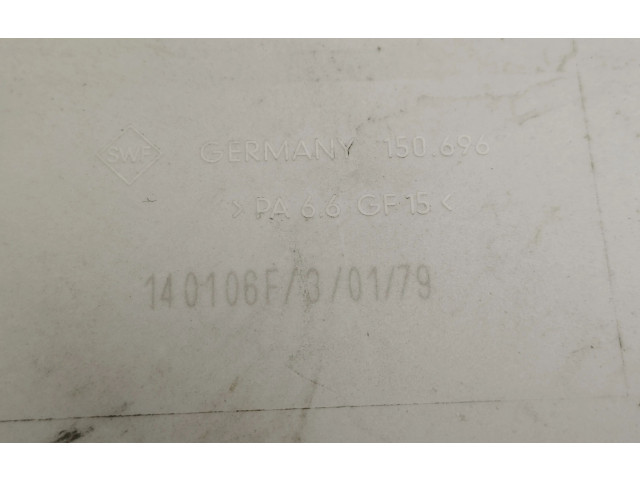 SWF GERMANY 150.696
>PA 6.6 GF15<
140106F/3/01/79